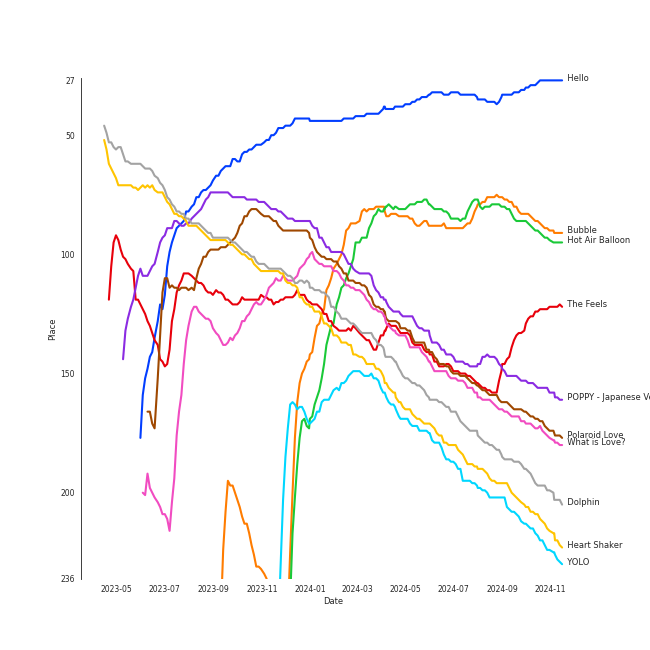 27
50
100
150
200
236
Place
2023-05
2023-07
2023-09
2023-11
2024-01
2024-03
2024-05
2024-07
2024-09
2024-11
Date
Hello
Bubble
Hot Air Balloon
The Feels
POPPY - Japanese Ve
Polaroid Love
What is Love?
Dolphin
Heart Shaker
YOLO